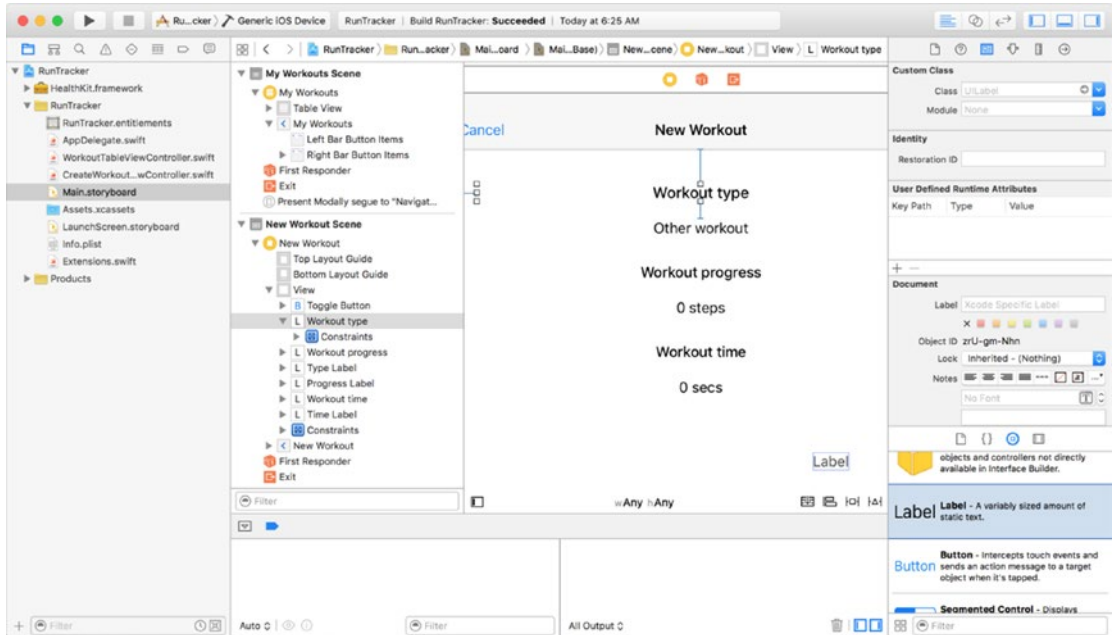 Ru...cker
Generic iOS Device
RunTracker | Build RunTracker: Succeeded | Today at 6:25 AM
RunTracker
Run...acker
Mai...oard
Mai...Base)
New...cene)
New...kout
View
L Workout type
RunTracker
HealthKit.framework
RunTracker
RunTracker.entitlements
AppDelegate.swift
WorkoutTableViewController.swift
CreateWorkout...wController.swift
Main.storyboard
Assets.xcassets
LaunchScreen.storyboard
Info.plist
Extensions.swift
Products
Filter
My Workouts Scene
My Workouts
Table View
My Workouts
Left Bar Button Items
Right Bar Button Items
First Responder
Exit
Present Modally segue to "Navigat...
New Workout Scene
New Workout
Top Layout Guide
Bottom Layout Guide
View
B Toggle Button
L Workout type
Constraints
L Workout progress
L Type Label
L Progress Label
L Workout time
L Time Label
Constraints
New Workout
First Responder
Exit
Filter
Cancel
New Workout
Workout type
Other workout
Workout progress
0 steps
Workout time
0 secs
Label
wAny hAny
Auto
Filter
All Output
Custom Class
Class UILabel
Module None
Identity
Restoration ID
User Defined Runtime Attributes
Key Path Type Value
Document
Label Xcode Specific Label
Object ID zrU-gm-Nhn
Lock Inherited - (Nothing)
Notes
No Font
objects and controllers not directly
available in Interface Builder.
Label
Label - A variably sized amount of
static text.
Button
Button - Intercepts touch events and
sends an action message to a target
object when it's tapped.
Segmented Control - Displays
Filter